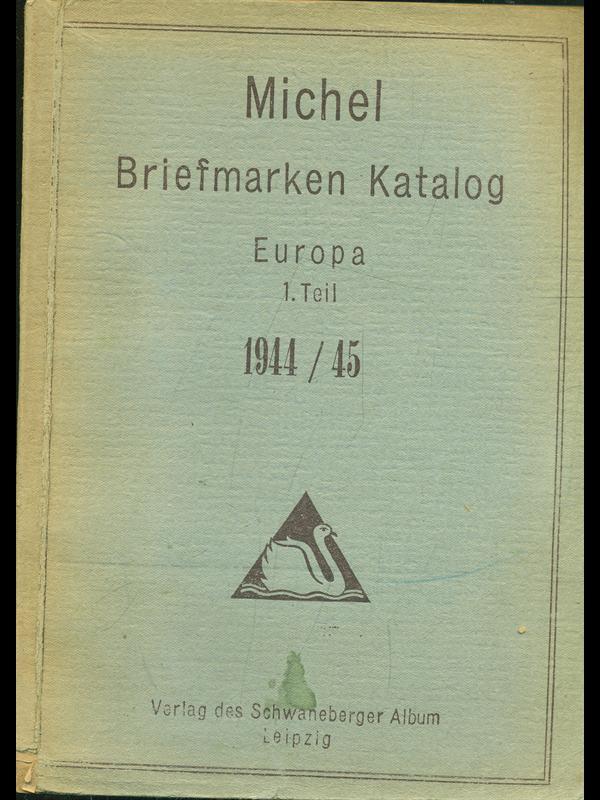 Michel
Briefmarken Katalog
Europa
1. Teil
1944 / 45
Verlag des Schwaneberger Album
Leipzig